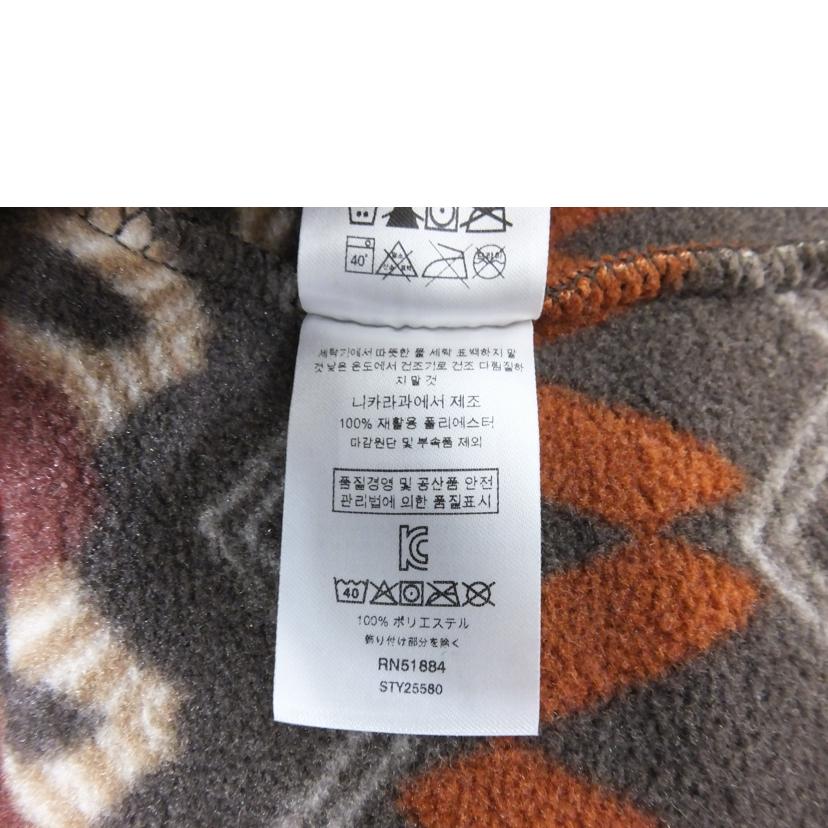 40°
세탁기에서 따뜻한 물 세탁 표백하지 말
것 낮은 온도에서 건조기로 건조 다림질하
지 말 것
니카라과에서 제조
100% 재활용 폴리에스터
마감원단 및 부속품 제외
품질경영 및 공산품 안전
관리법에 의한 품질표시
40
100% ポリエステル
飾り付け部分を除く
RN51884
STY25580